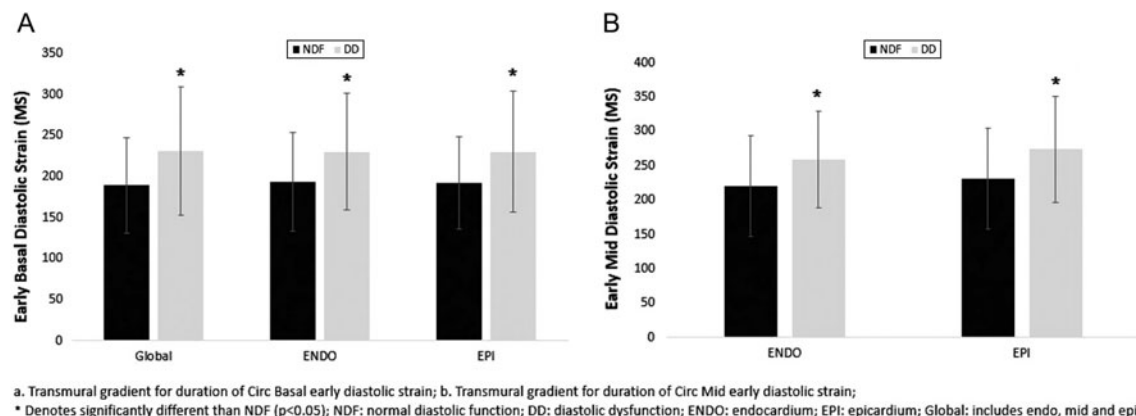 A
NDF DD
Early Basal Diastolic Strain (MS)
350
300
250
200
150
100
50
0
* * *
Global ENDO EPI
B
NDF DD
Early Mid Diastolic Strain (MS)
400
350
300
250
200
150
100
50
0
* *
ENDO EPI
a. Transmural gradient for duration of Circ Basal early diastolic strain; b. Transmural gradient for duration of Circ Mid early diastolic strain;
* Denotes significantly different than NDF (p<0.05); NDF: normal diastolic function; DD: diastolic dysfunction; ENDO: endocardium; EPI: epicardium; Global: includes endo, mid and epi